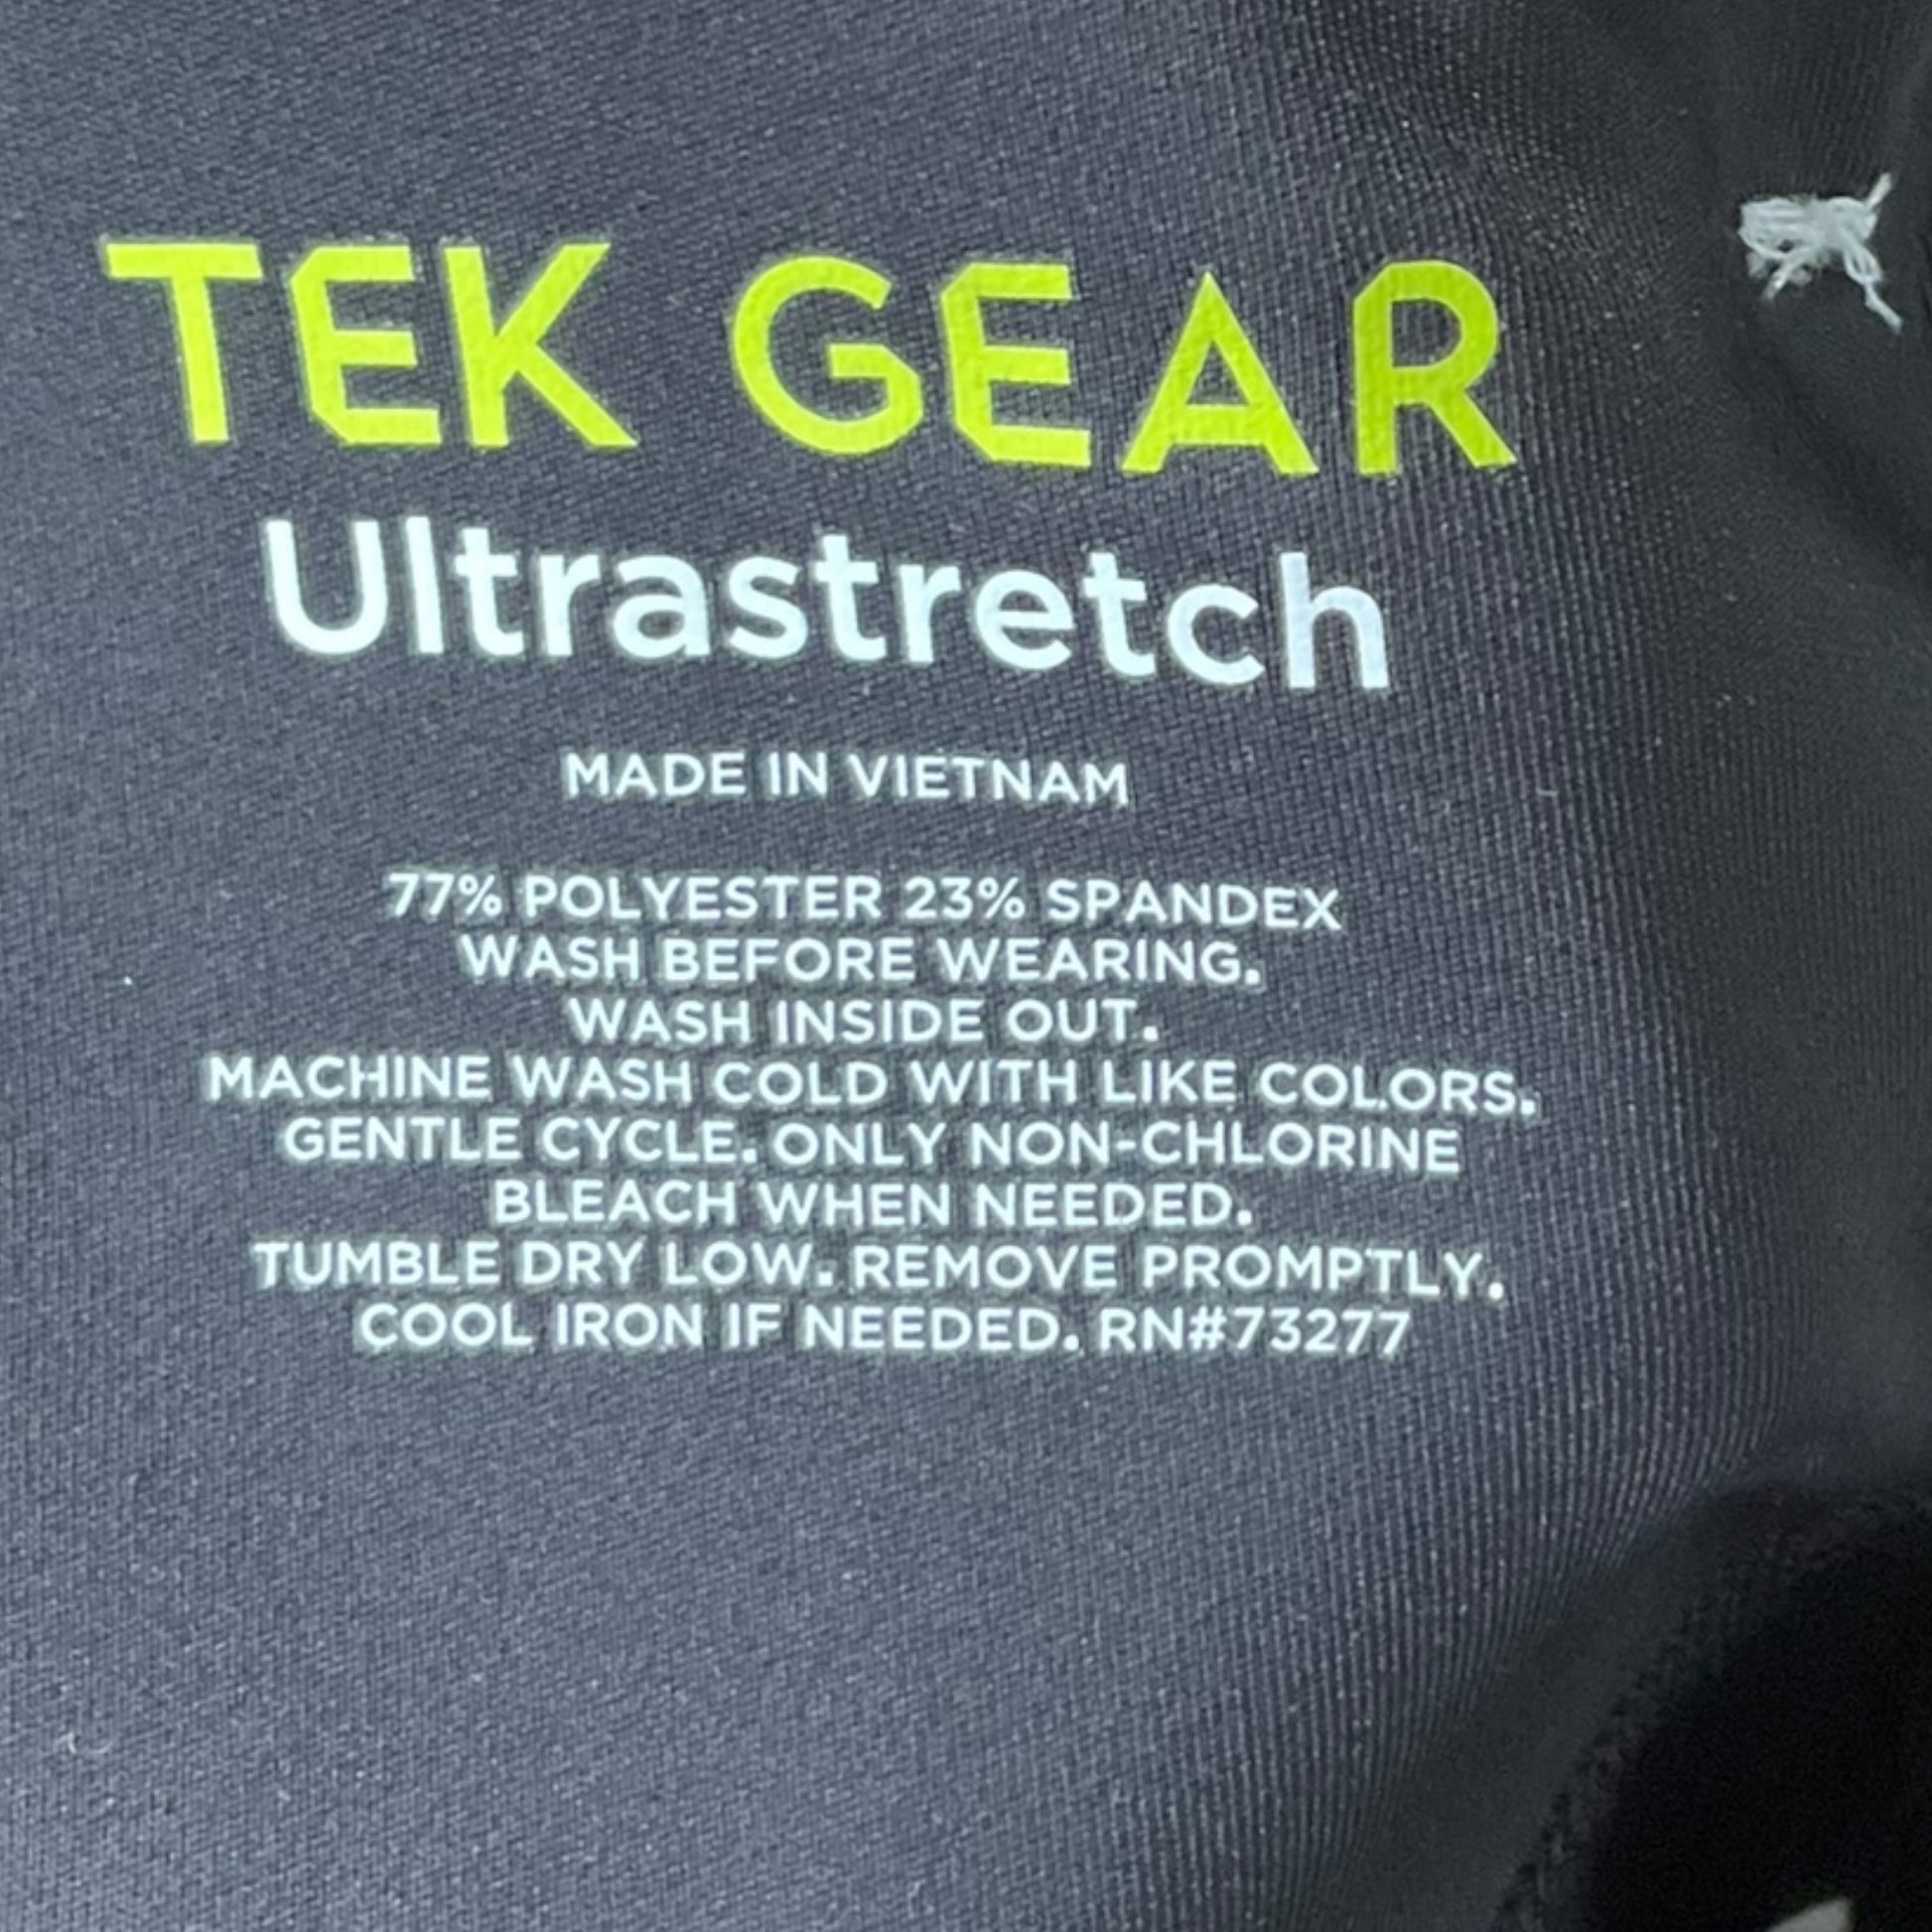 TEK GEAR
Ultrastretch
MADE IN VIETNAM
77% POLYESTER 23% SPANDEX
WASH BEFORE WEARING.
WASH INSIDE OUT.
MACHINE WASH COLD WITH LIKE COLORS.
GENTLE CYCLE. ONLY NON-CHLORINE
BLEACH WHEN NEEDED.
TUMBLE DRY LOW. REMOVE PROMPTLY.
COOL IRON IF NEEDED. RN#73277